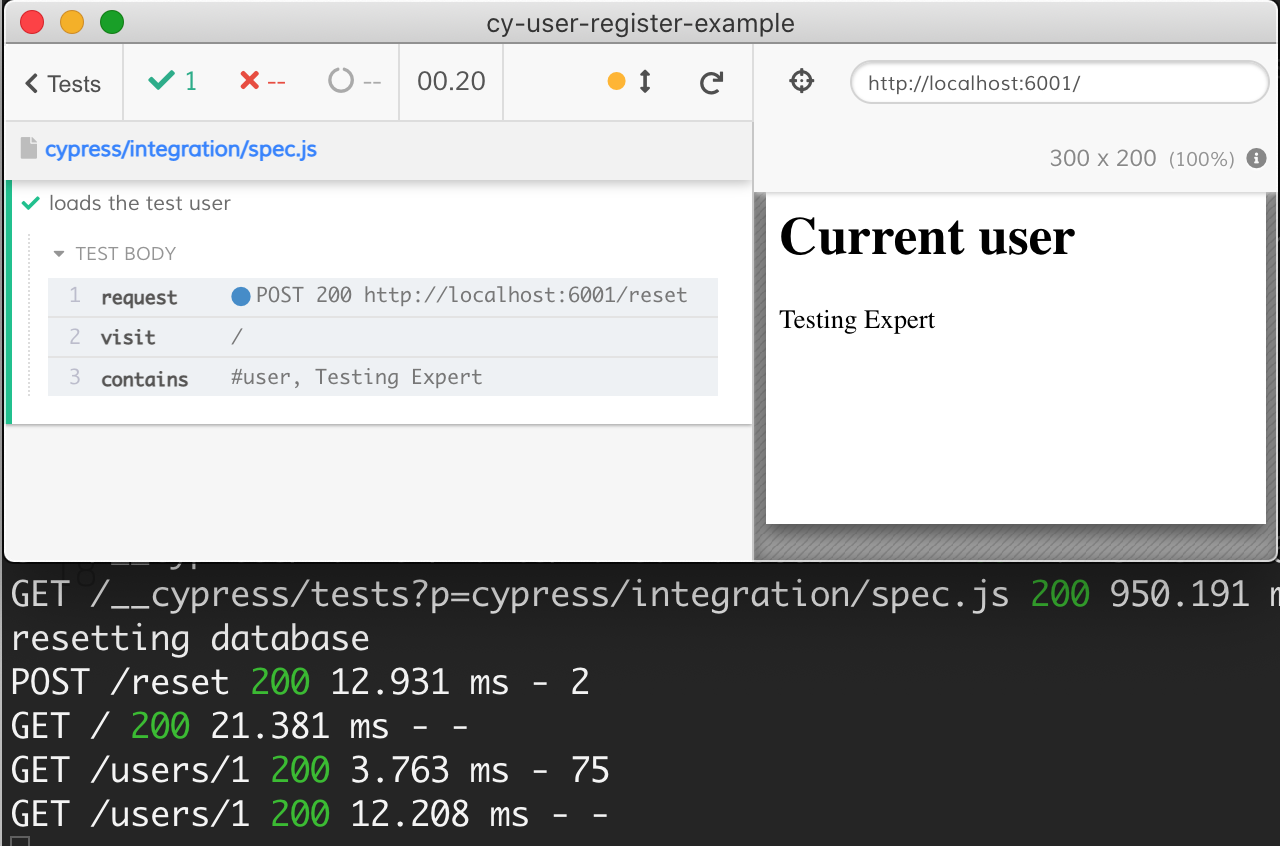 cy-user-register-example
Tests 1 -- -- 00.20
http://localhost:6001/
cypress/integration/spec.js
300 x 200 (100%)
loads the test user
TEST BODY
1 request POST 200 http://localhost:6001/reset
2 visit /
3 contains #user, Testing Expert
Current user
Testing Expert
GET /__cypress/tests?p=cypress/integration/spec.js 200 950.191 m
resetting database
POST /reset 200 12.931 ms - 2
GET / 200 21.381 ms - -
GET /users/1 200 3.763 ms - 75
GET /users/1 200 12.208 ms - -